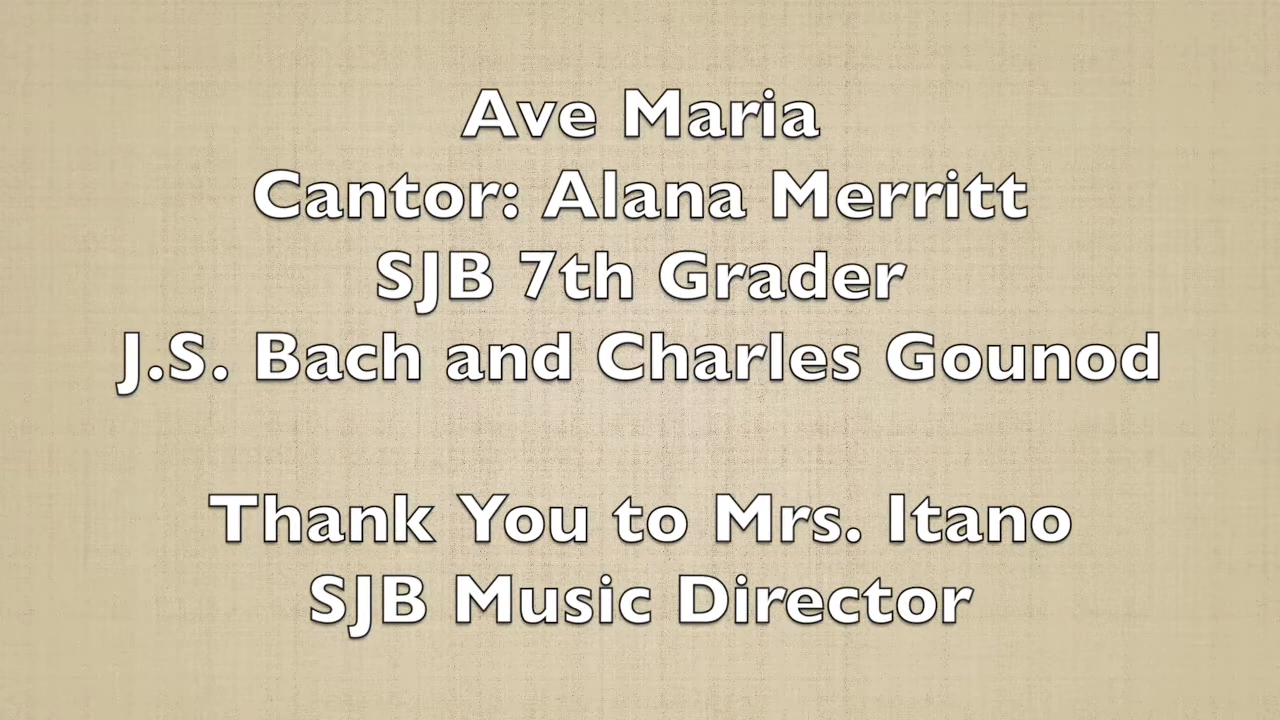 Ave Maria
Cantor: Alana Merritt
SJB 7th Grader
J.S. Bach and Charles Gounod
Thank You to Mrs. Itano
SJB Music Director